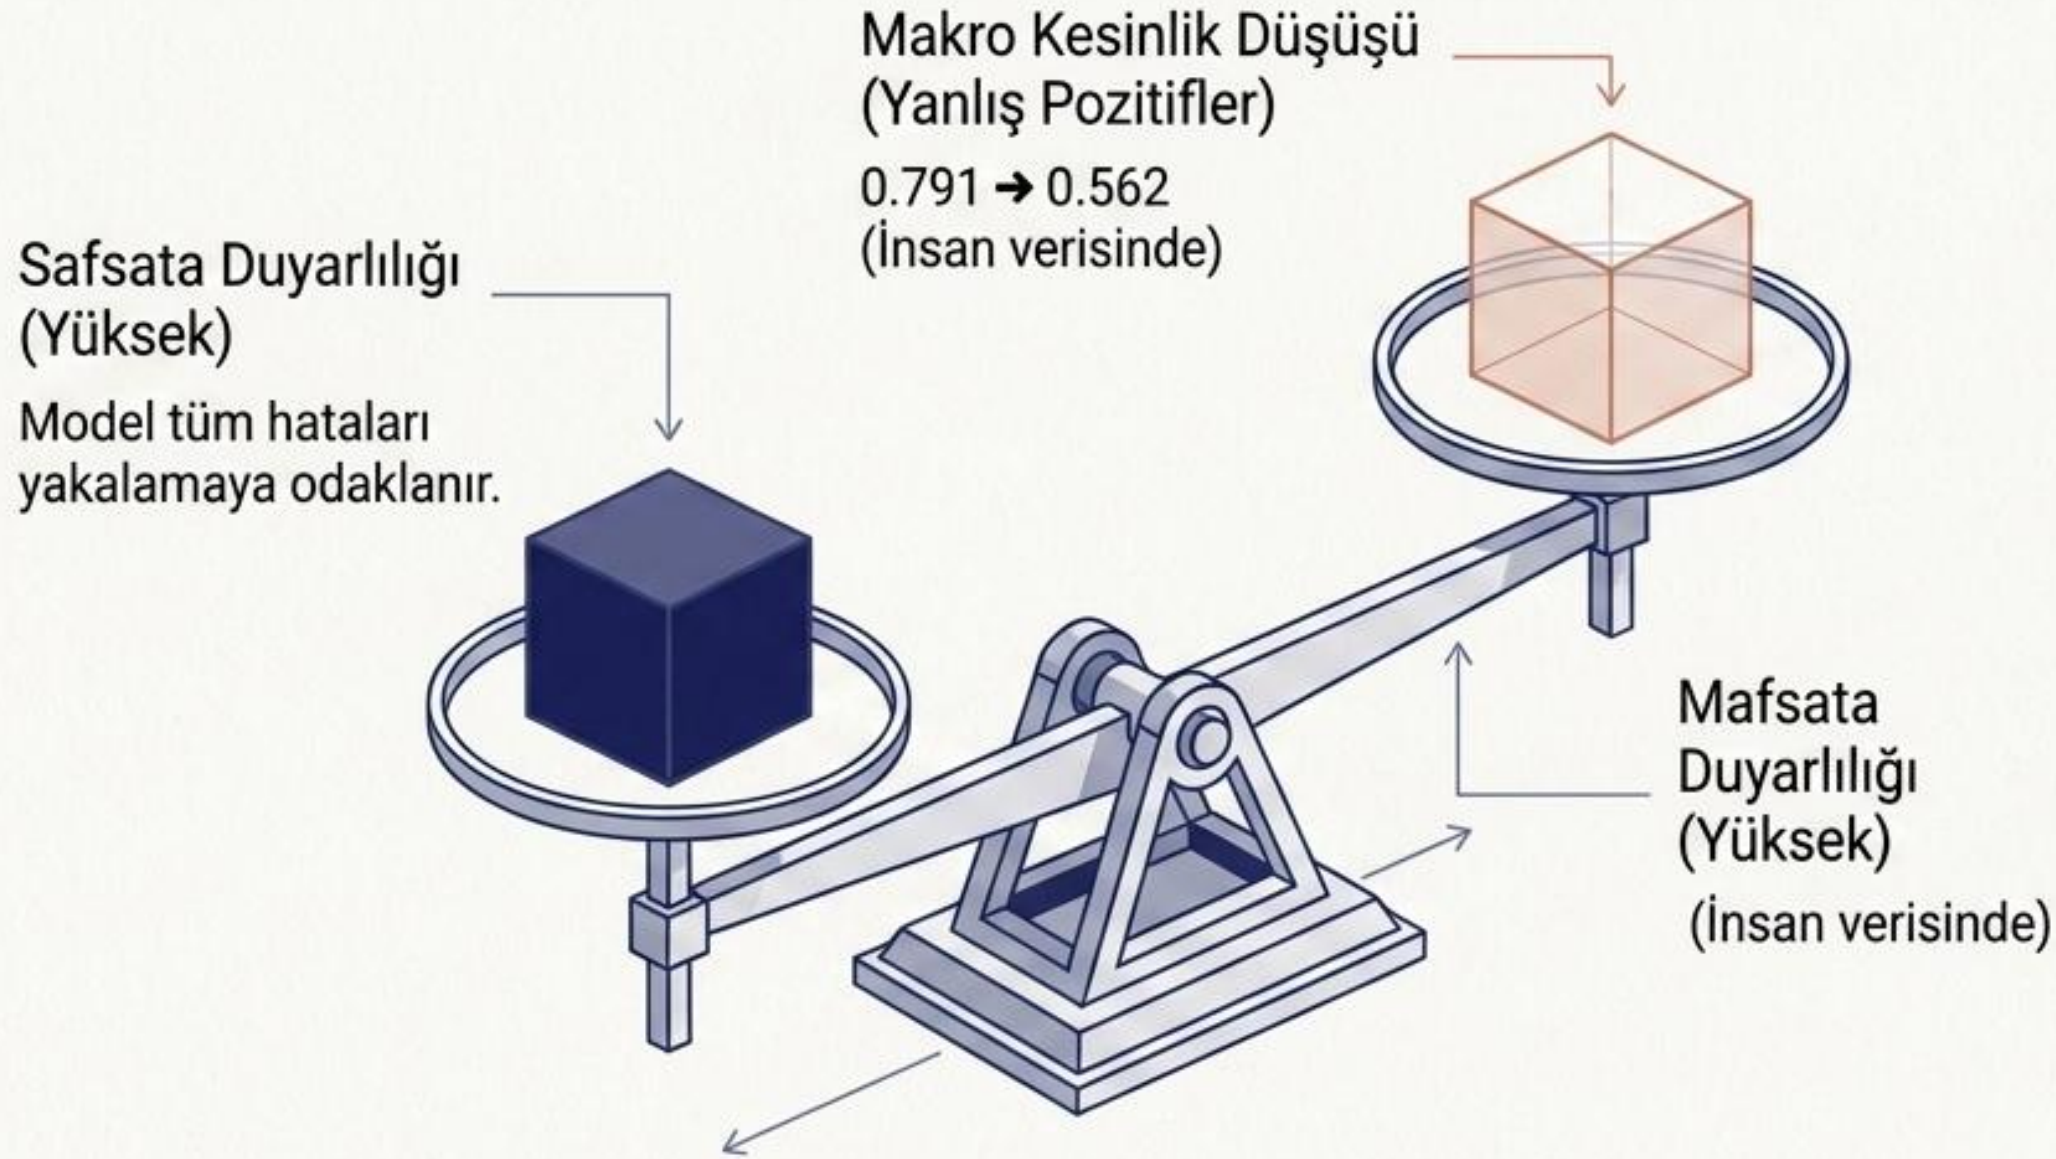 Makro Kesinlik Düşüşü
(Yanlış Pozitifler)
0.791 → 0.562
(İnsan verisinde)
Safsata Duyarlılığı
(Yüksek)
Model tüm hataları
yakalamaya odaklanır.
Mafsata
Duyarlılığı
(Yüksek)
(İnsan verisinde)